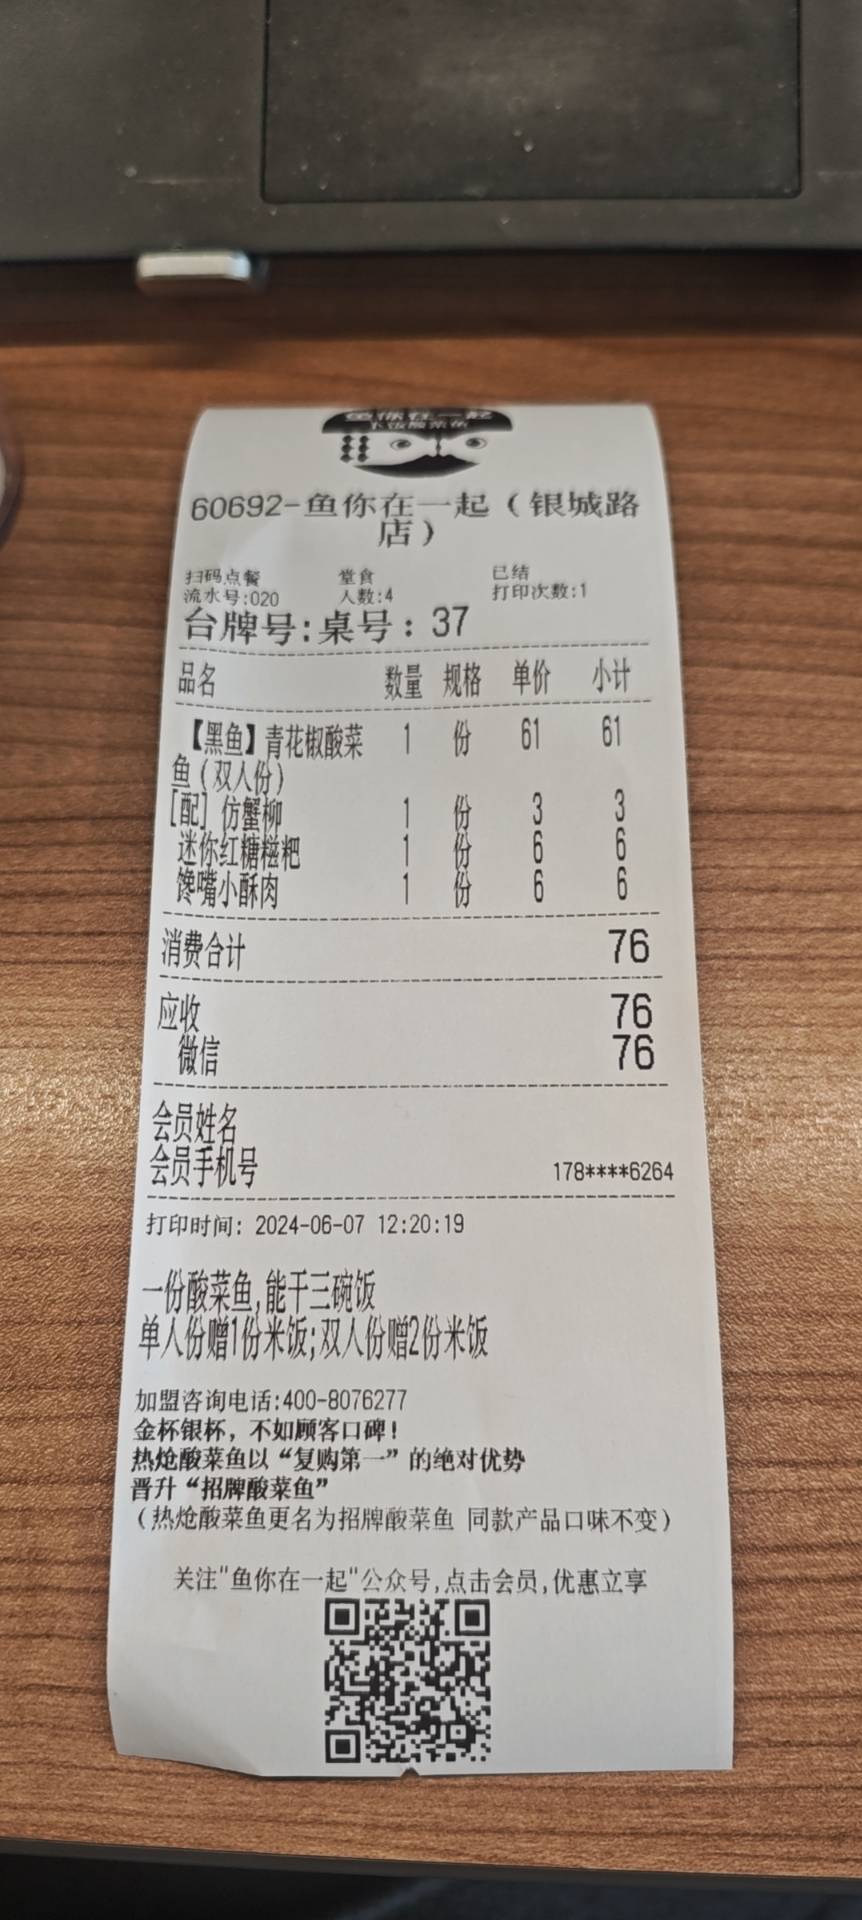 鱼你在一起
下饭酸菜鱼
60692-鱼你在一起（银城路
店）
扫码点餐 堂食 已结
流水号:020 人数:4 打印次数:1
台牌号:桌号：37
品名 数量 规格 单价 小计
【黑鱼】青花椒酸菜 1 份 61 61
鱼（双人份）
[配] 仿蟹柳 1 份 3 3
迷你红糖糍粑 1 份 6 6
馋嘴小酥肉 1 份 6 6
消费合计 76
应收 76
微信 76
会员姓名
会员手机号 178****6264
打印时间: 2024-06-07 12:20:19
一份酸菜鱼,能干三碗饭
单人份赠1份米饭;双人份赠2份米饭
加盟咨询电话:400-8076277
金杯银杯，不如顾客口碑！
热炝酸菜鱼以“复购第一”的绝对优势
晋升“招牌酸菜鱼”
（热炝酸菜鱼更名为招牌酸菜鱼 同款产品口味不变）
关注"鱼你在一起"公众号,点击会员,优惠立享